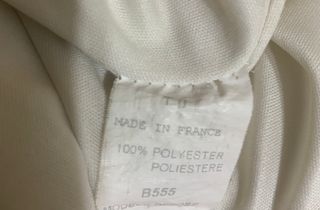 MADE IN FRANCE
100% POLYESTER
POLIESTERE
B555